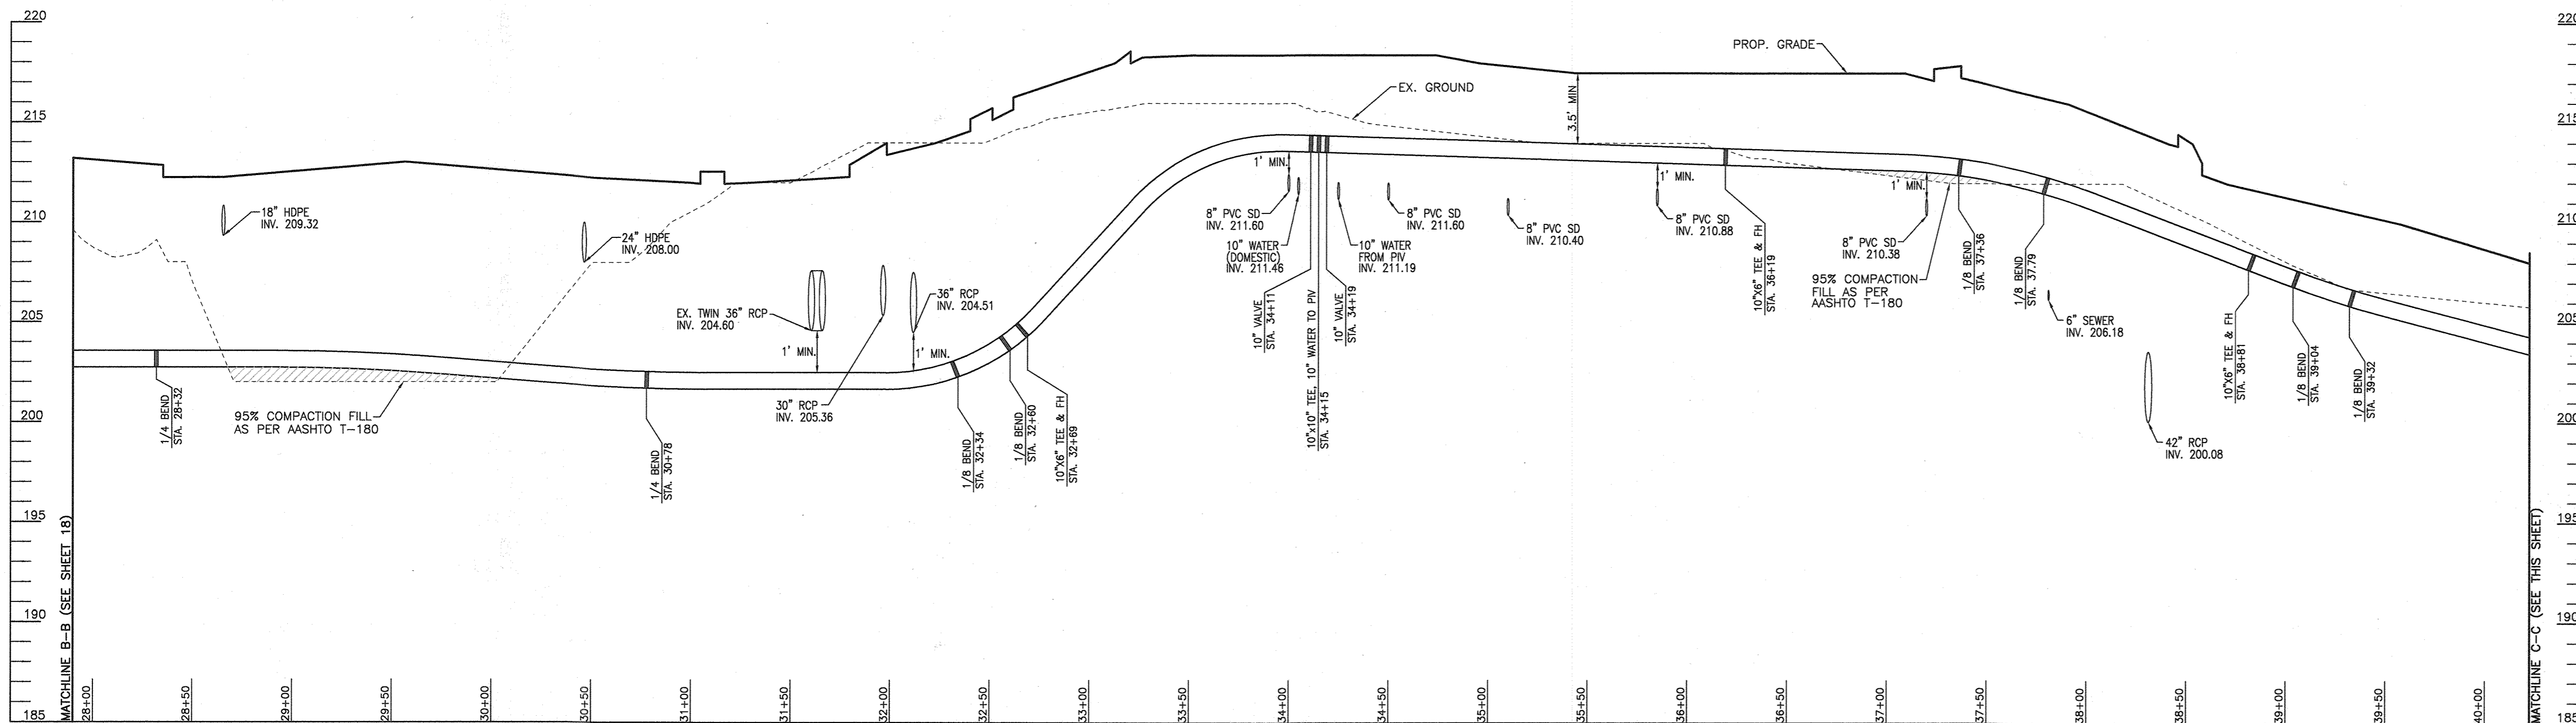 220
215
210
205
200
195
190
185
MATCHLINE B-B (SEE SHEET 18)
18" HDPE
INV. 209.32
24" HDPE
INV. 208.00
EX. TWIN 36" RCP
INV. 204.60
1' MIN.
30" RCP
INV. 205.36
36" RCP
INV. 204.51
1' MIN.
95% COMPACTION FILL
AS PER AASHTO T-180
1/4 BEND
STA. 28+32
1/4 BEND
STA. 30+78
1/8 BEND
STA. 32+34
1/8 BEND
STA. 32+60
10"X6" TEE & FH
STA. 32+69
PROP. GRADE
EX. GROUND
3.5' MIN
1' MIN.
8" PVC SD
INV. 211.60
10" WATER
(DOMESTIC)
INV. 211.46
10" VALVE
STA. 34+11
10"x10" TEE, 10" WATER TO PIV
STA. 34+15
10" VALVE
STA. 34+19
10" WATER
FROM PIV
INV. 211.19
8" PVC SD
INV. 211.60
8" PVC SD
INV. 210.40
1' MIN.
8" PVC SD
INV. 210.88
10"X6" TEE & FH
STA. 36+19
1' MIN.
8" PVC SD
INV. 210.38
95% COMPACTION
FILL AS PER
AASHTO T-180
1/8 BEND
STA. 37+36
1/8 BEND
STA. 37.79
6" SEWER
INV. 206.18
42" RCP
INV. 200.08
10"X6" TEE & FH
STA. 38+81
1/8 BEND
STA. 39+04
1/8 BEND
STA. 39+32
MATCHLINE C-C (SEE THIS SHEET)
220
215
210
205
200
195
190
185
28+00
28+50
29+00
29+50
30+00
30+50
31+00
31+50
32+00
32+50
33+00
33+50
34+00
34+50
35+00
35+50
36+00
36+50
37+00
37+50
38+00
38+50
39+00
39+50
40+00